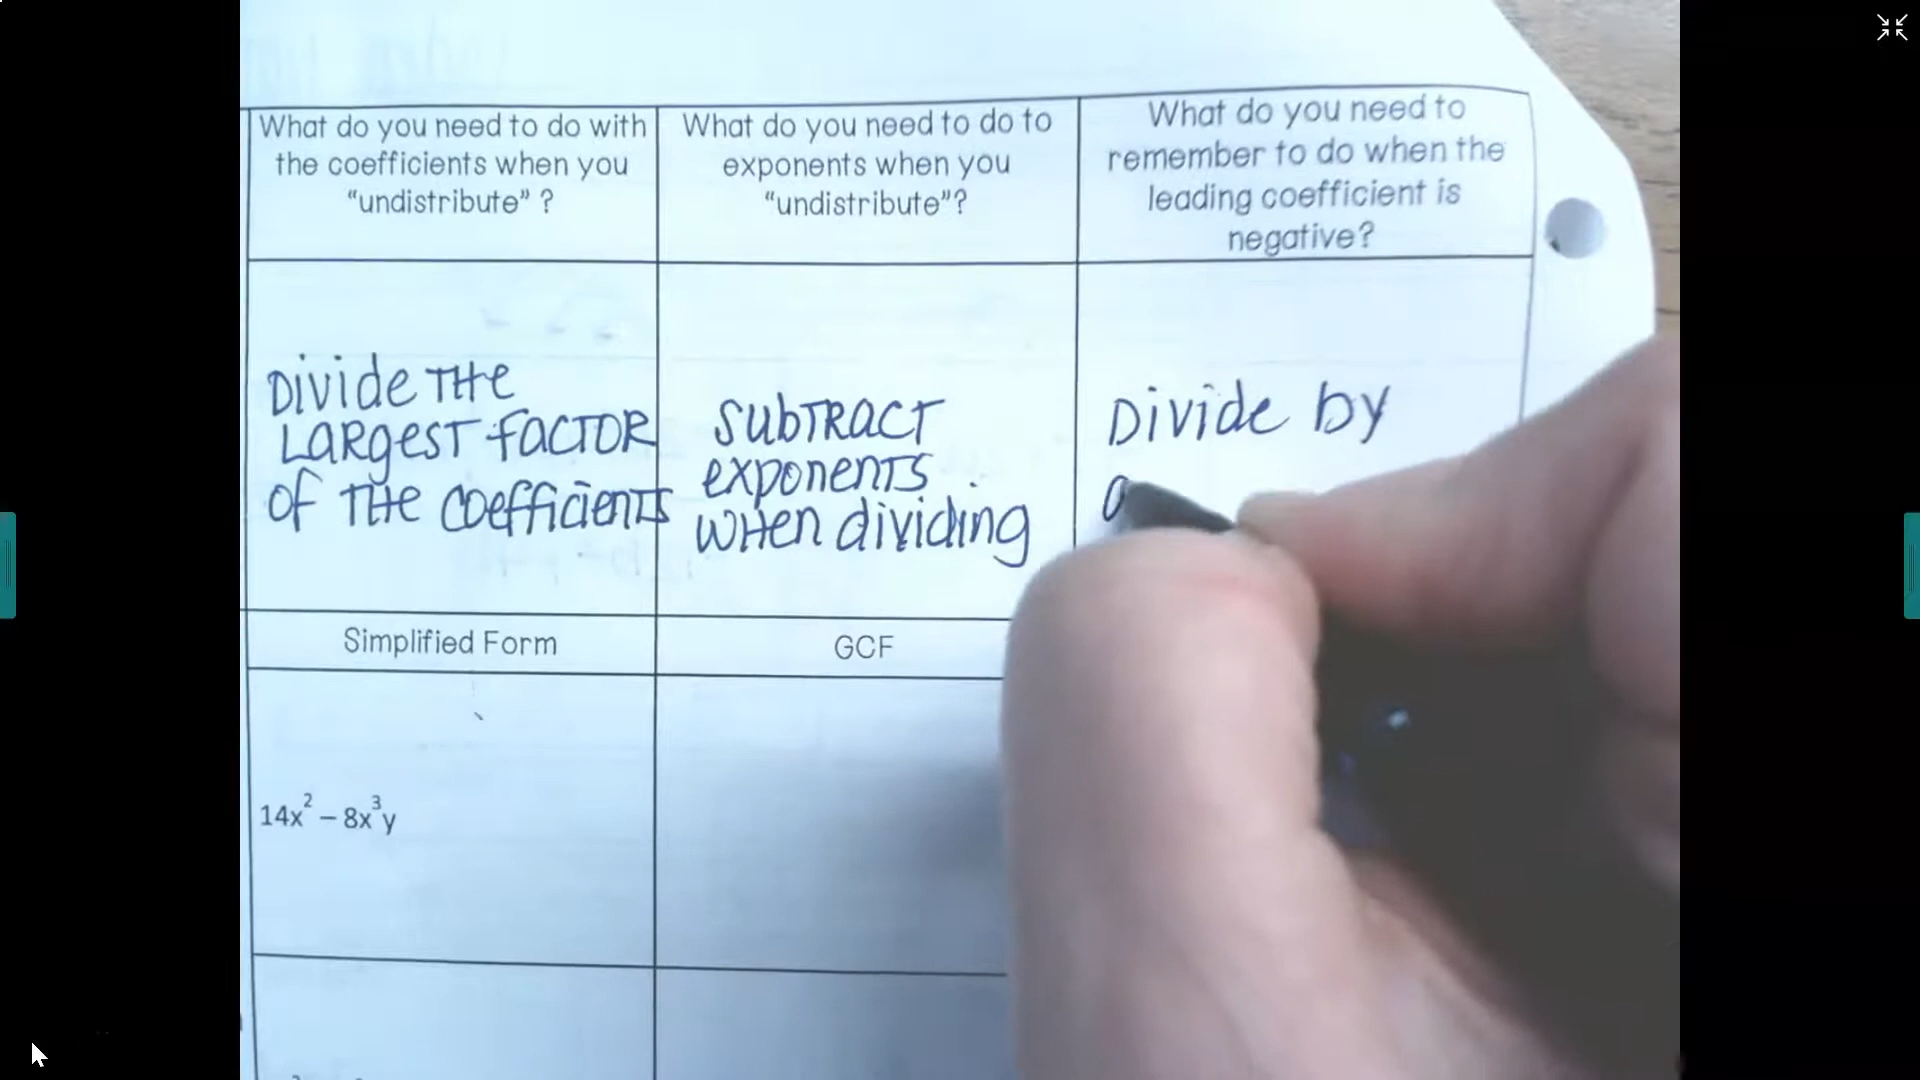 What do you need to do with
the coefficients when you
“undistribute” ?
What do you need to do to
exponents when you
“undistribute”?
What do you need to
remember to do when the
leading coefficient is
negative?
Divide THe
LARgesT fACTOR
of THe coefficienTs
SubTRACT
exponenTs
wHen dividing
Divide by
Simplified Form
GCF
14x² – 8x³y